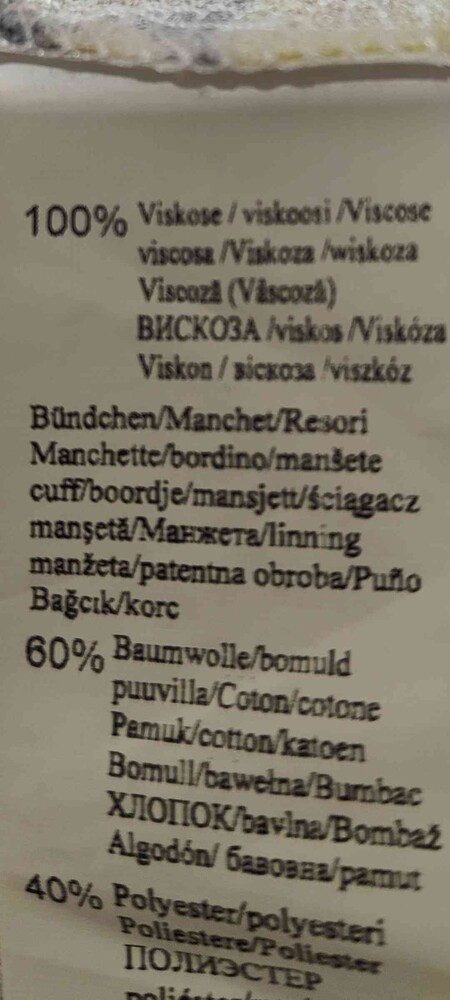 100% Viskose / viskoosi /Viscose
viscosa /Viskoza /wiskoza
Viscoză (Vâscoză)
ВИСКОЗА /viskos /Viskóza
Viskon / віскоза /viszkóz
Bündchen/Manchet/Resori
Manchette/bordino/manšete
cuff/boordje/mansjett/ściągacz
manşetă/Манжета/linning
manžeta/patentna obroba/Puño
Bağcık/korc
60% Baumwolle/bomuld
puuvilla/Coton/cotone
Pamuk/cotton/katoen
Bomull/bawełna/Bumbac
ХЛОПОК/bavlna/Bombaž
Algodón/ бавовна/pamut
40% Polyester/polyesteri
Poliestere/Poliester
ПОЛИЭСТЕР